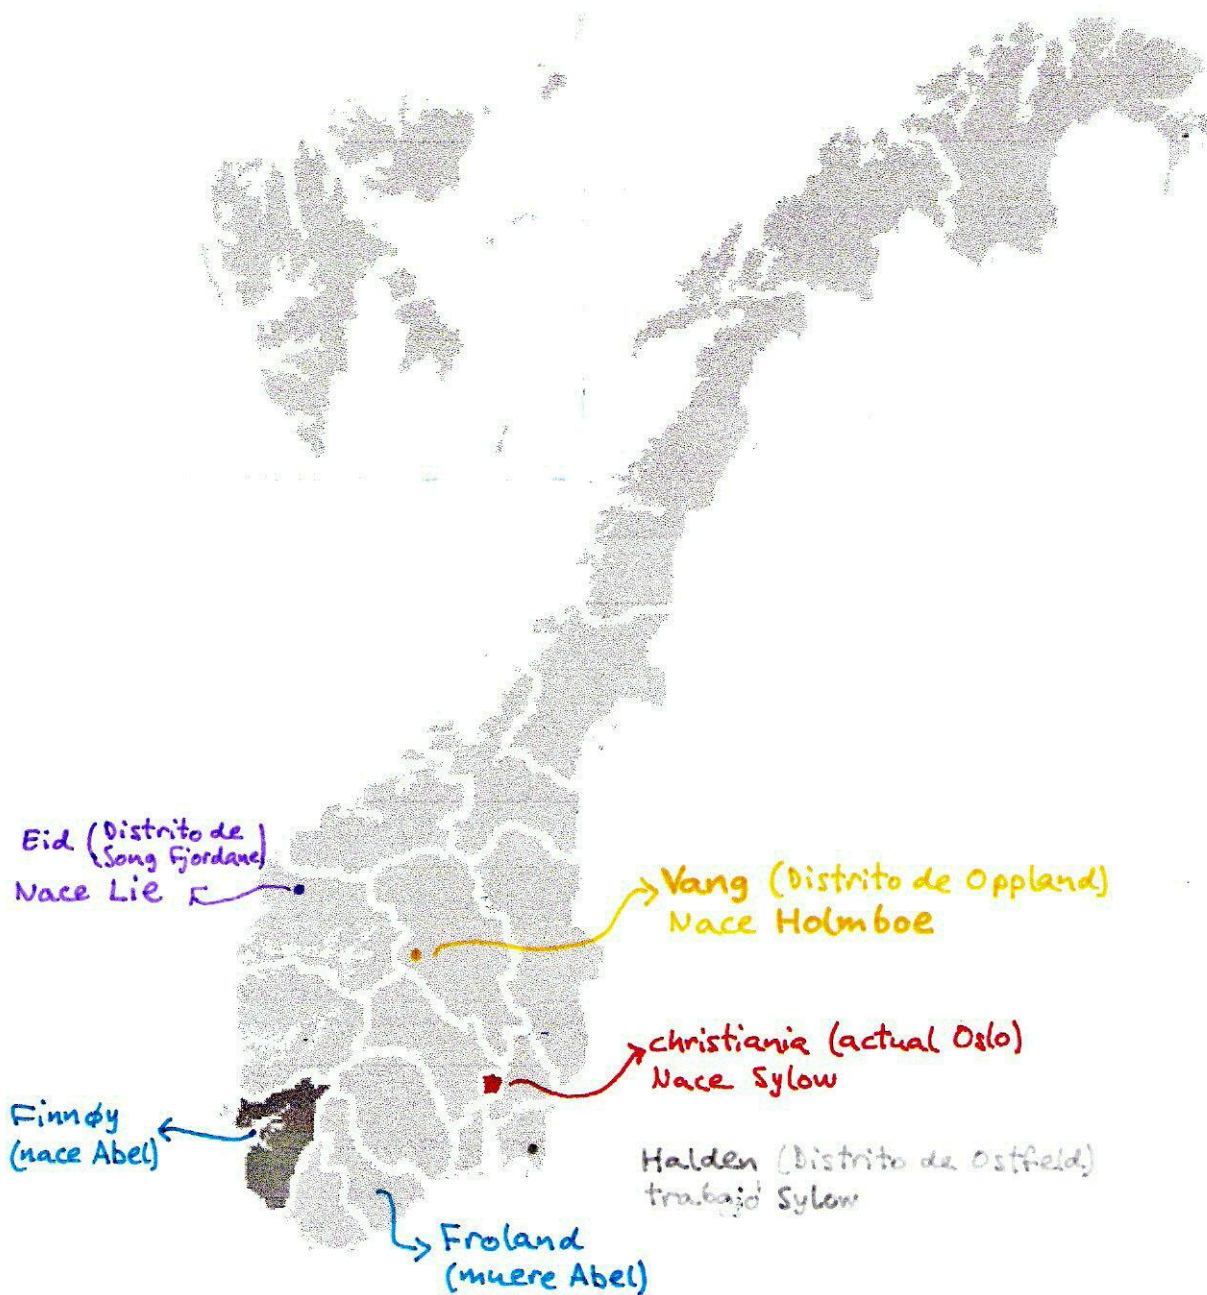 Eid (Distrito de
Song Fjordane)
Nace Lie
Vang (Distrito de Oppland)
Nace Holmboe
christiania (actual Oslo)
Nace Sylow
Finnøy
(nace Abel)
Halden (Distrito de Ostfield)
trabajó Sylow
Froland
(muere Abel)